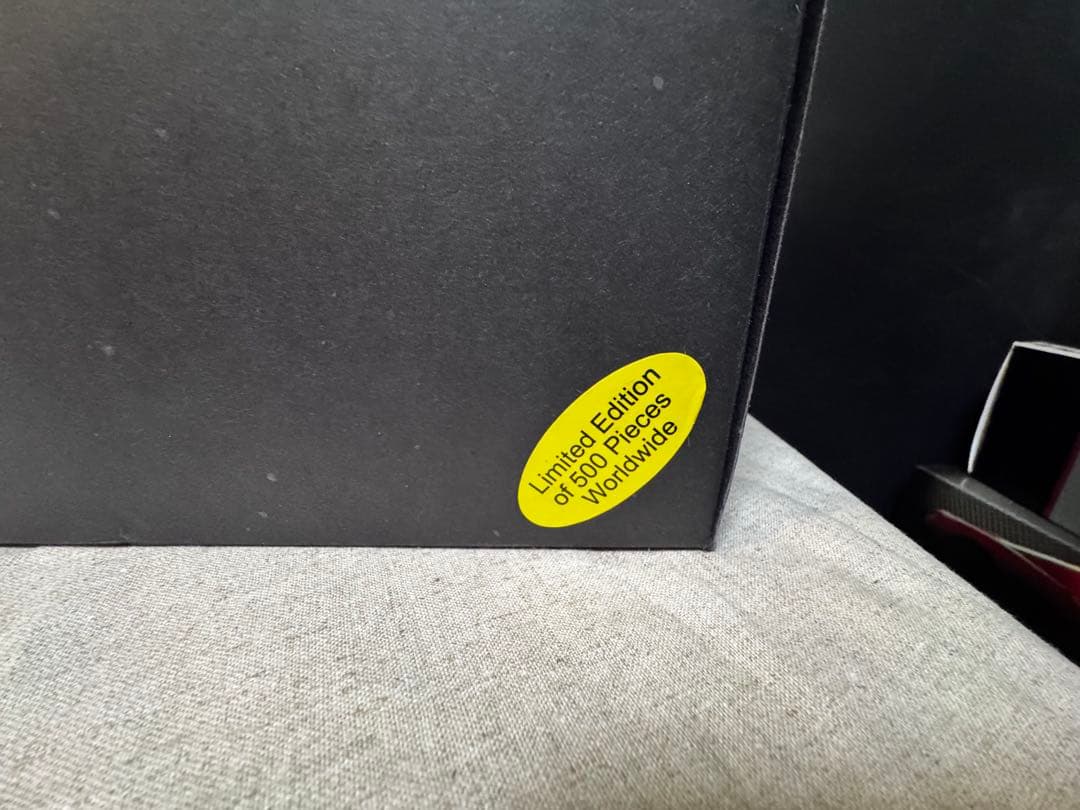 Limited Edition
of 500 Pieces
Worldwide